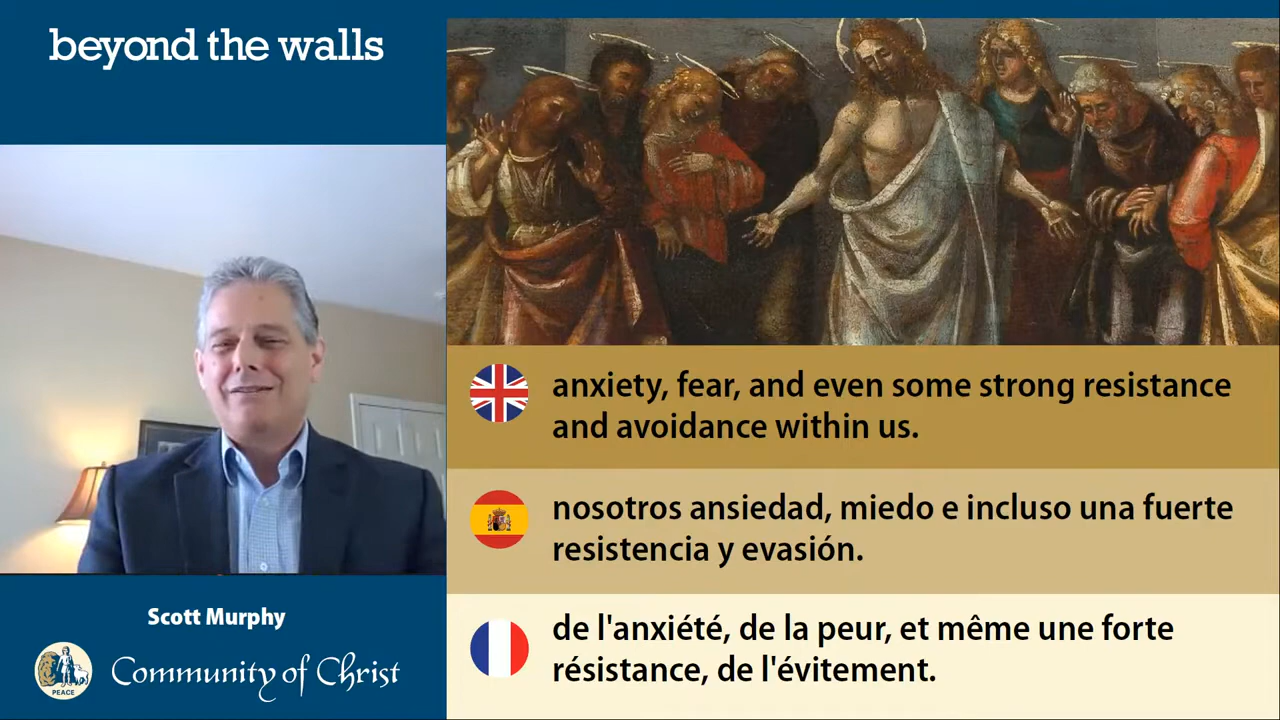 beyond the walls
anxiety, fear, and even some strong resistance
and avoidance within us.
nosotros ansiedad, miedo e incluso una fuerte
resistencia y evasión.
de l'anxiété, de la peur, et même une forte
résistance, de l'évitement.
Scott Murphy
PEACE
Community of Christ